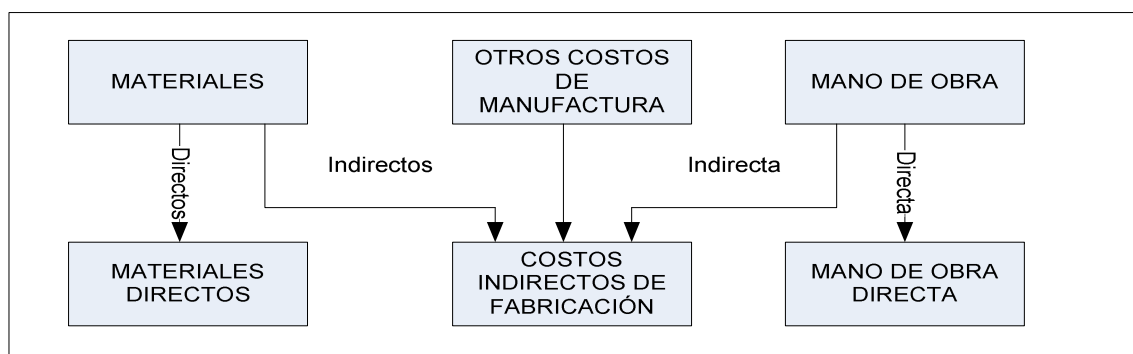 MATERIALES
OTROS COSTOS
DE
MANUFACTURA
MANO DE OBRA
Directos
Indirectos
Indirecta
Directa
MATERIALES
DIRECTOS
COSTOS
INDIRECTOS DE
FABRICACIÓN
MANO DE OBRA
DIRECTA